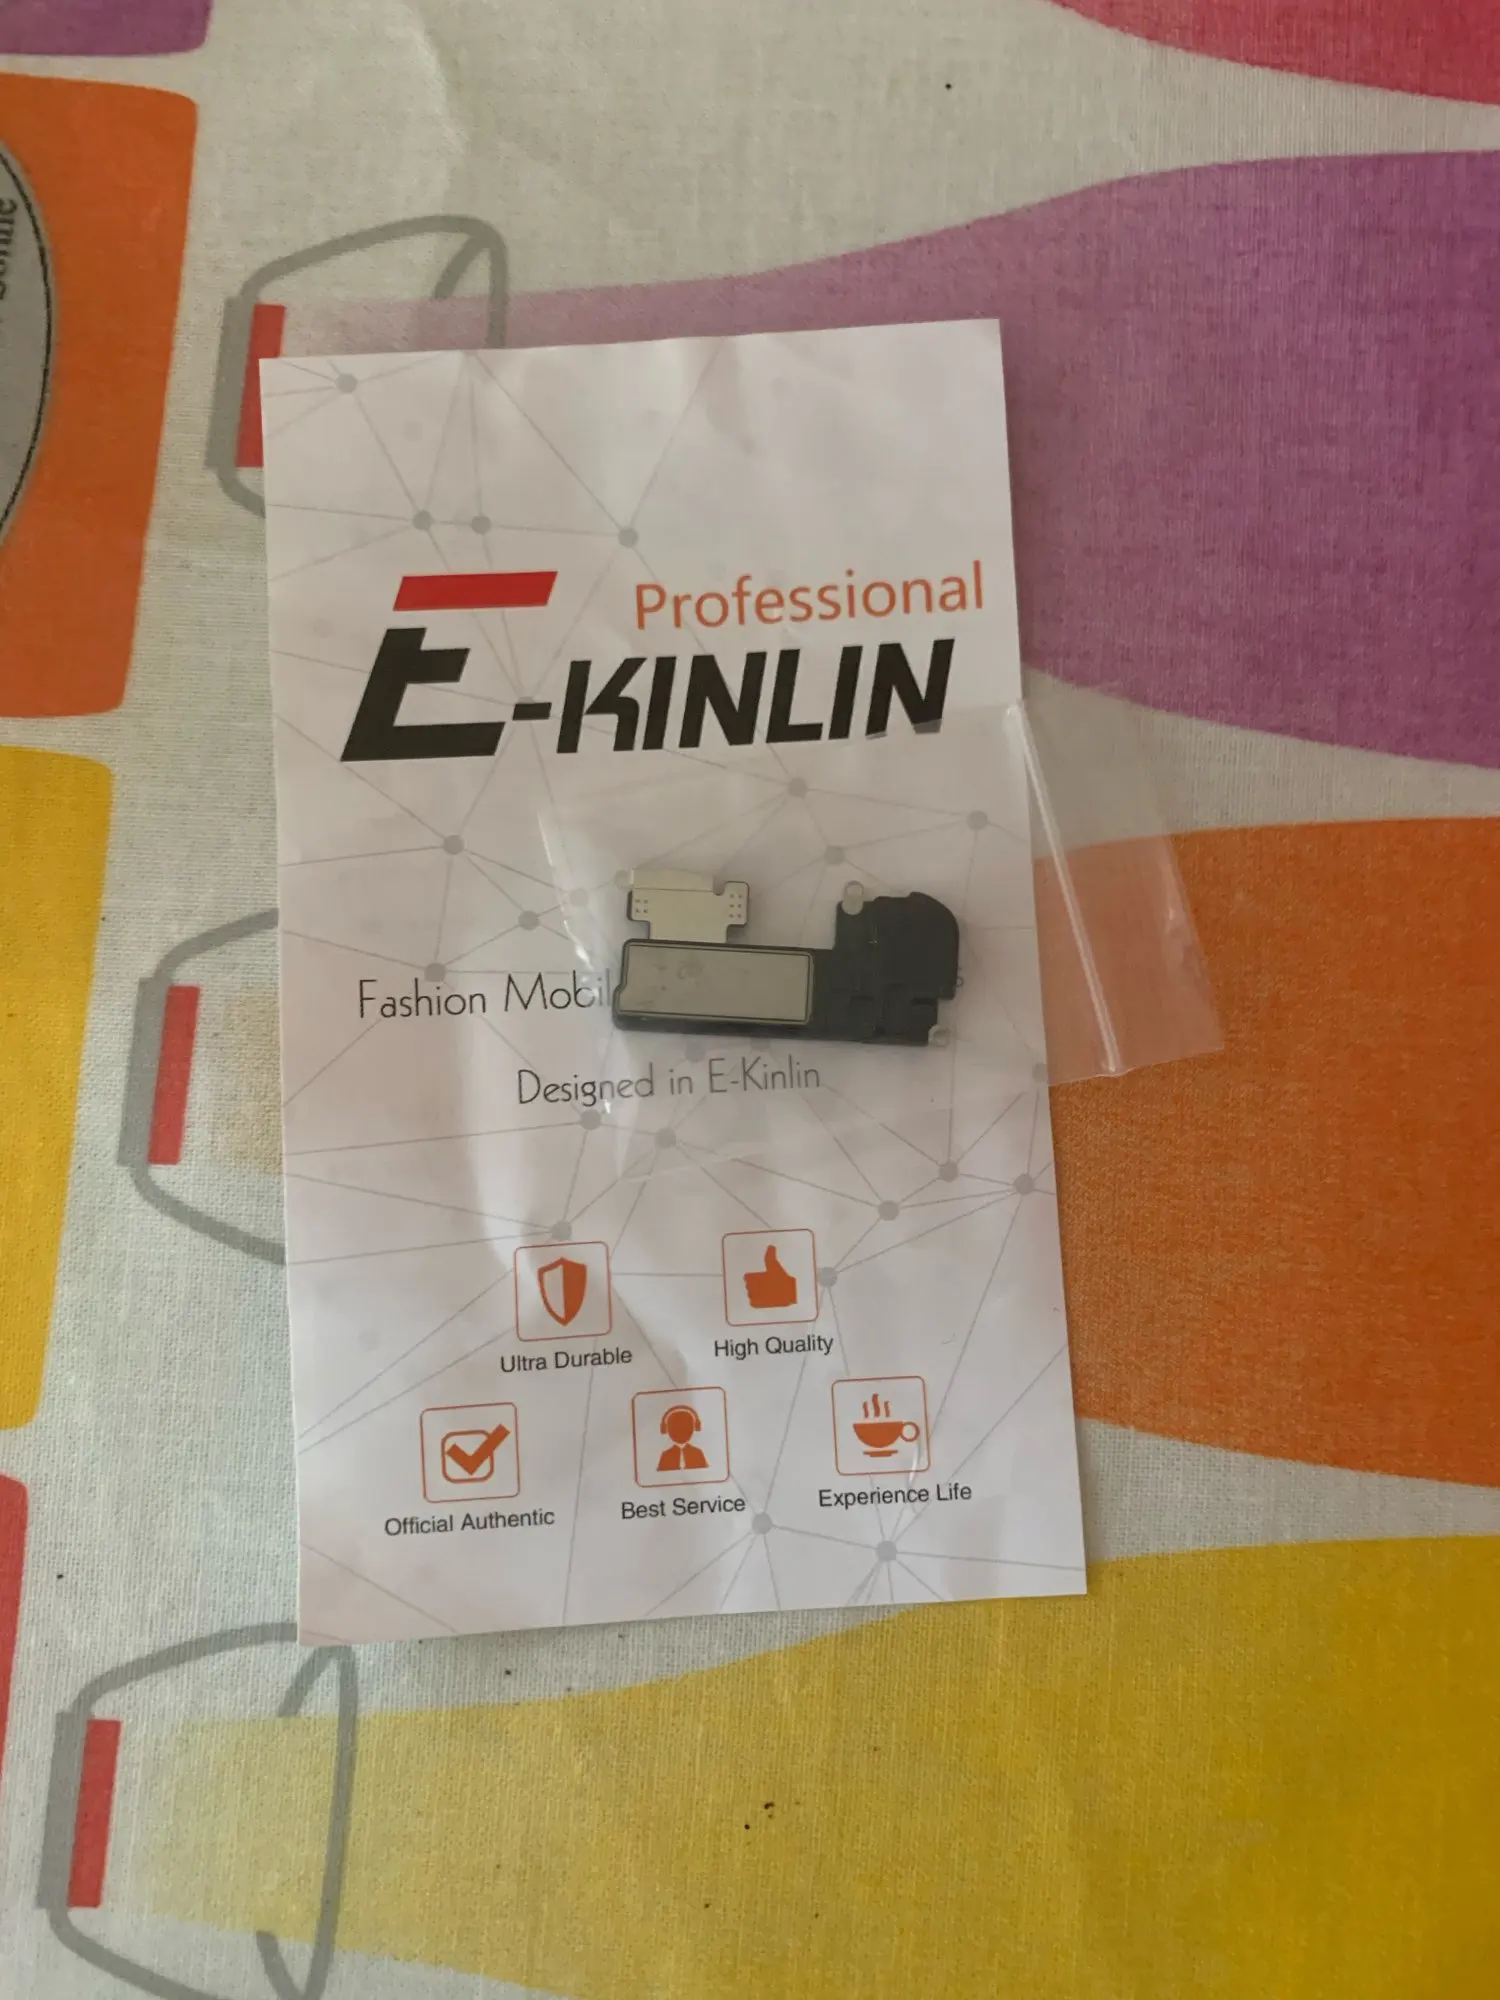 Professional
E-KINLIN
Fashion Mobil
Designed in E-Kinlin
Ultra Durable
High Quality
Official Authentic
Best Service
Experience Life